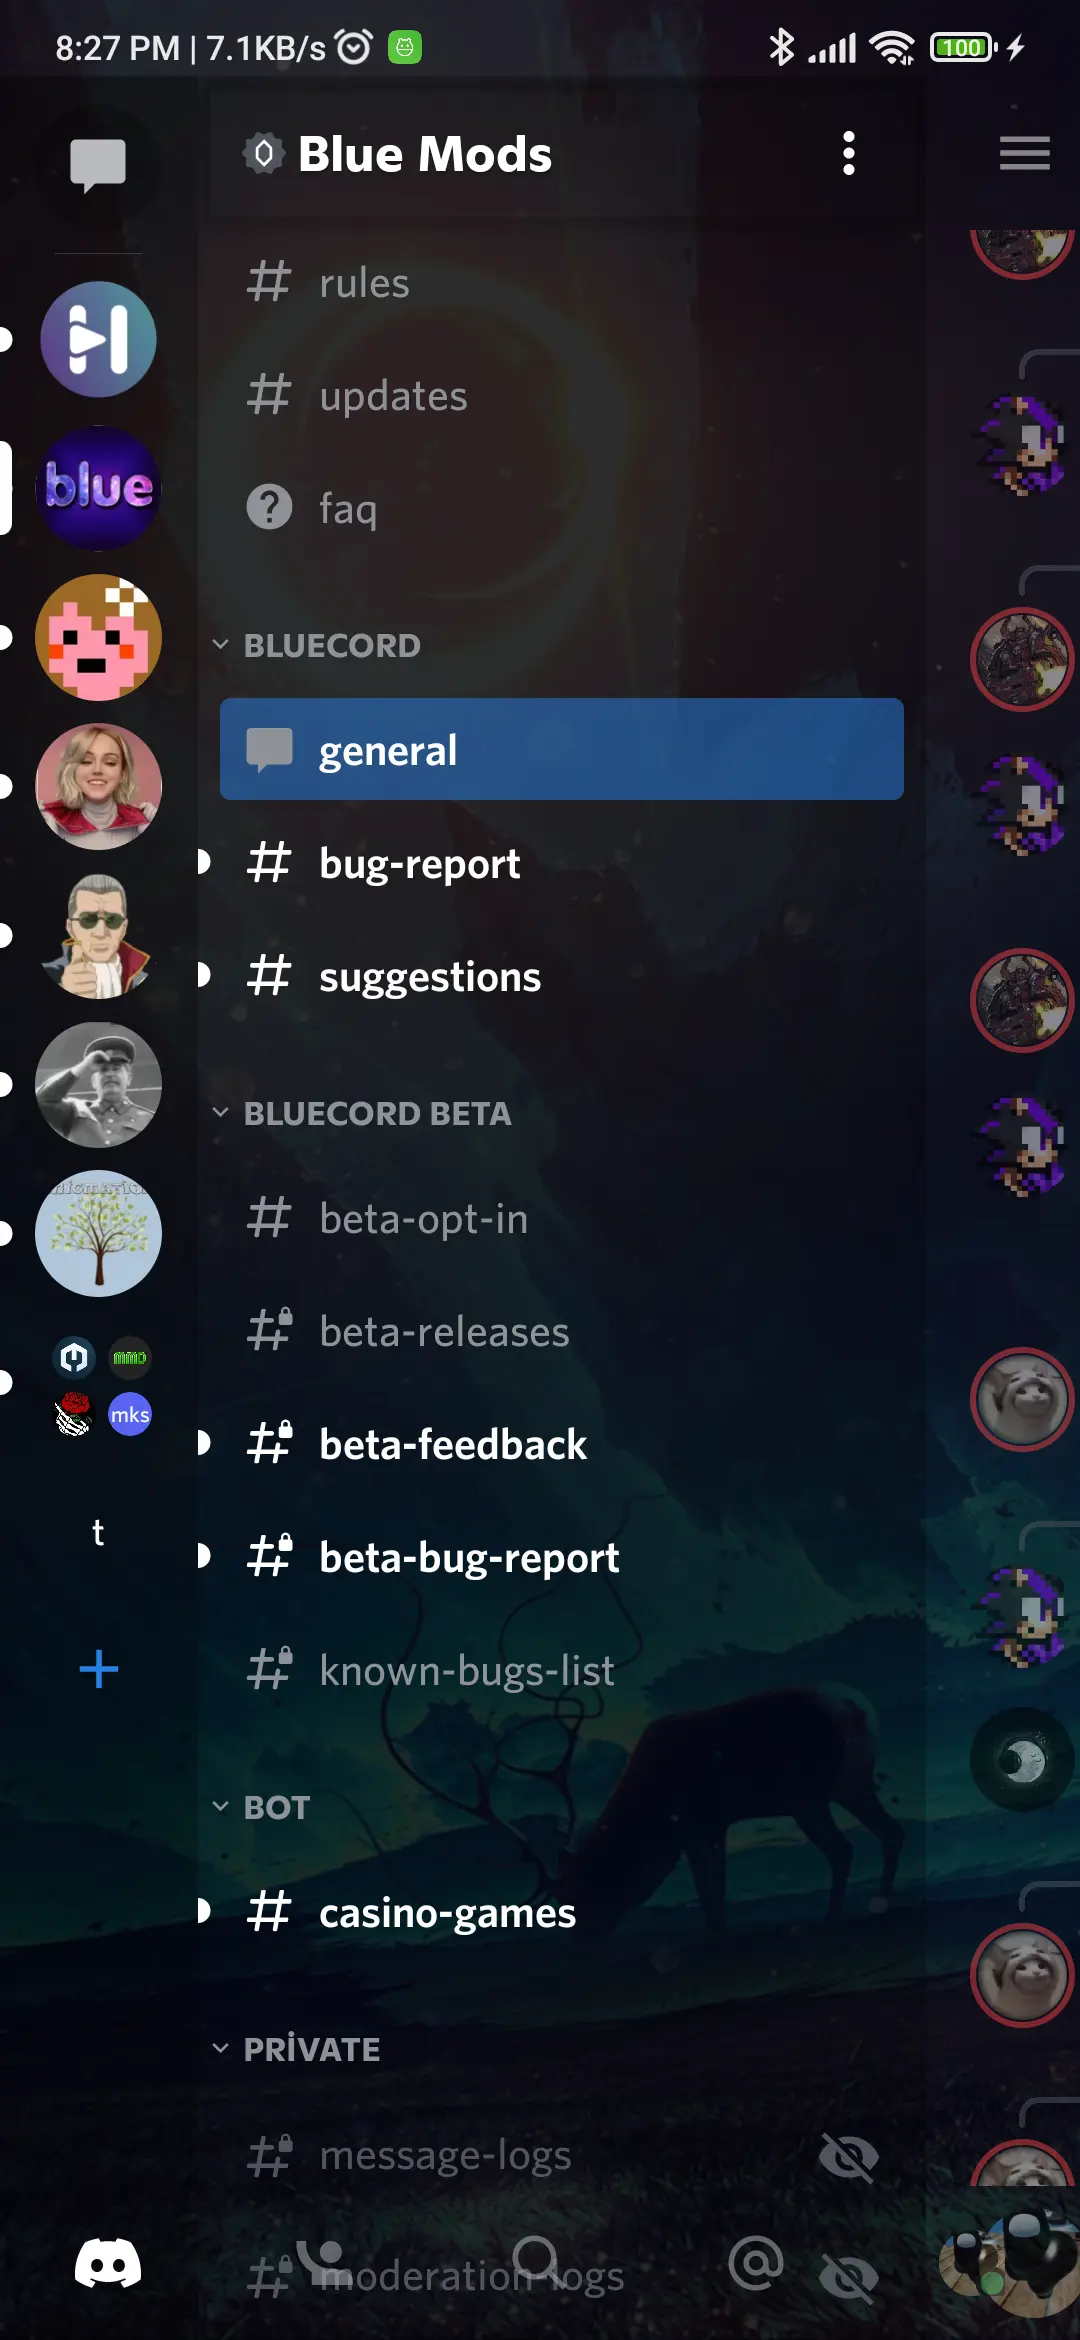 8:27 PM | 7.1KB/s
100
Blue Mods
rules
updates
faq
blue
BLUECORD
general
bug-report
suggestions
BLUECORD BETA
beta-opt-in
beta-releases
MMD
mks
beta-feedback
t
beta-bug-report
known-bugs-list
BOT
casino-games
PRİVATE
message-logs
moderation-logs